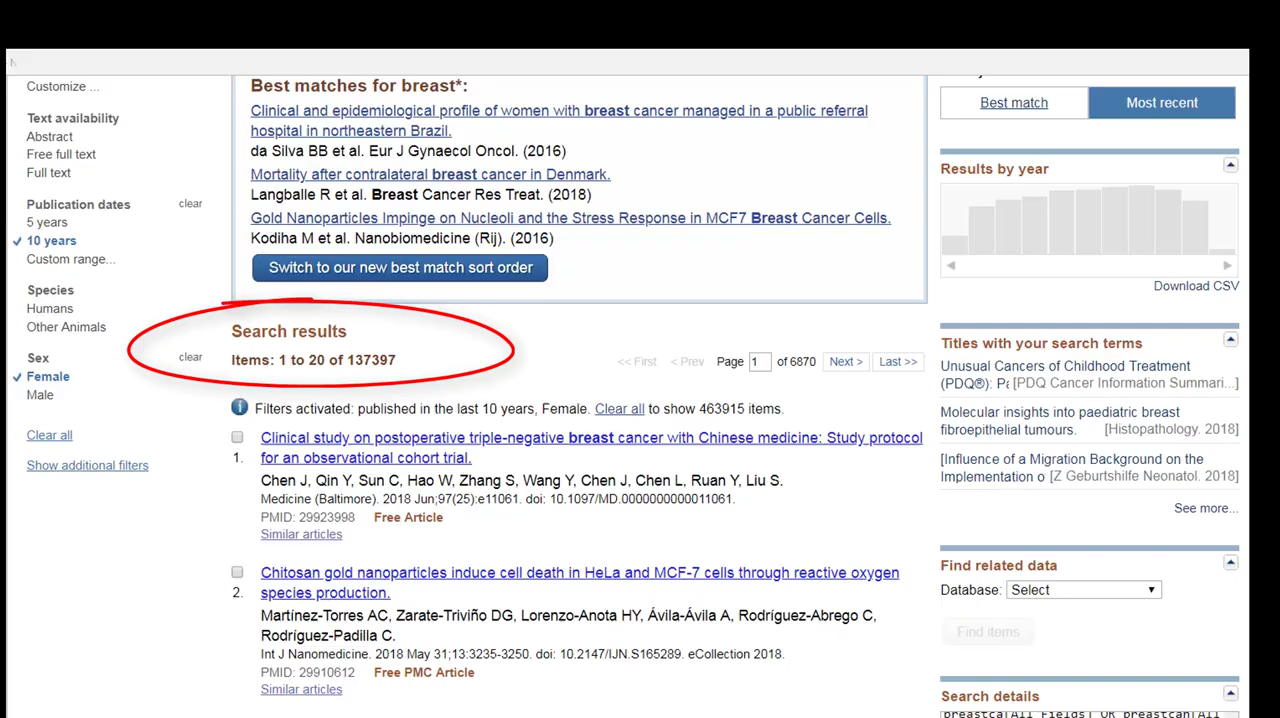 Customize ...
Text availability
Abstract
Free full text
Full text
Publication dates
clear
5 years
10 years
Custom range...
Species
Humans
Other Animals
Sex
clear
Female
Male
Clear all
Show additional filters
Best matches for breast*:
Clinical and epidemiological profile of women with breast cancer managed in a public referral
hospital in northeastern Brazil.
da Silva BB et al. Eur J Gynaecol Oncol. (2016)
Mortality after contralateral breast cancer in Denmark.
Langballe R et al. Breast Cancer Res Treat. (2018)
Gold Nanoparticles Impinge on Nucleoli and the Stress Response in MCF7 Breast Cancer Cells.
Kodiha M et al. Nanobiomedicine (Rij). (2016)
Switch to our new best match sort order
Search results
Items: 1 to 20 of 137397
<< First < Prev Page 1 of 6870 Next > Last >>
Filters activated: published in the last 10 years, Female. Clear all to show 463915 items.
Clinical study on postoperative triple-negative breast cancer with Chinese medicine: Study protocol
1. for an observational cohort trial.
Chen J, Qin Y, Sun C, Hao W, Zhang S, Wang Y, Chen J, Chen L, Ruan Y, Liu S.
Medicine (Baltimore). 2018 Jun;97(25):e11061. doi: 10.1097/MD.0000000000011061.
PMID: 29923998 Free Article
Similar articles
Chitosan gold nanoparticles induce cell death in HeLa and MCF-7 cells through reactive oxygen
2. species production.
Martínez-Torres AC, Zarate-Triviño DG, Lorenzo-Anota HY, Ávila-Ávila A, Rodríguez-Abrego C,
Rodríguez-Padilla C.
Int J Nanomedicine. 2018 May 31;13:3235-3250. doi: 10.2147/IJN.S165289. eCollection 2018.
PMID: 29910612 Free PMC Article
Similar articles
Best match Most recent
Results by year
Download CSV
Titles with your search terms
Unusual Cancers of Childhood Treatment
(PDQ®): [PDQ Cancer Information Summari...]
Molecular insights into paediatric breast
fibroepithelial tumours. [Histopathology. 2018]
[Influence of a Migration Background on the
Implementation o [Z Geburtshilfe Neonatol. 2018]
See more...
Find related data
Database: Select
Find items
Search details
breastca[All Fields] OR breastcan[All